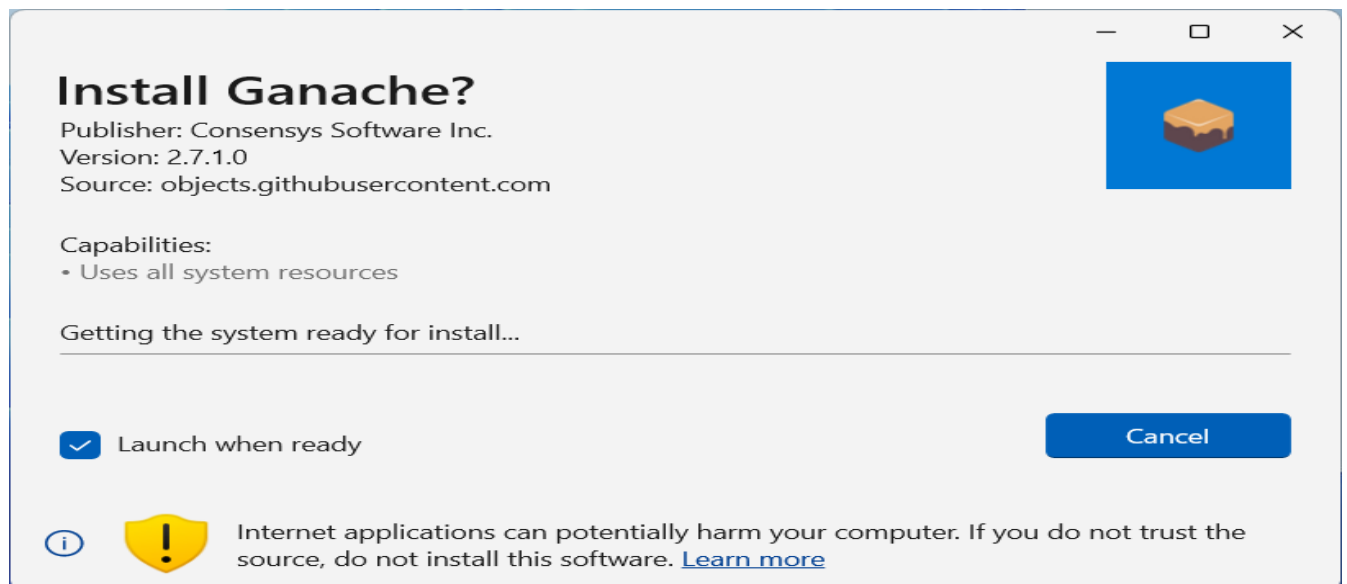 Install Ganache?
Publisher: Consensys Software Inc.
Version: 2.7.1.0
Source: objects.githubusercontent.com
Capabilities:
• Uses all system resources
Getting the system ready for install...
Launch when ready
Cancel
Internet applications can potentially harm your computer. If you do not trust the
source, do not install this software. Learn more